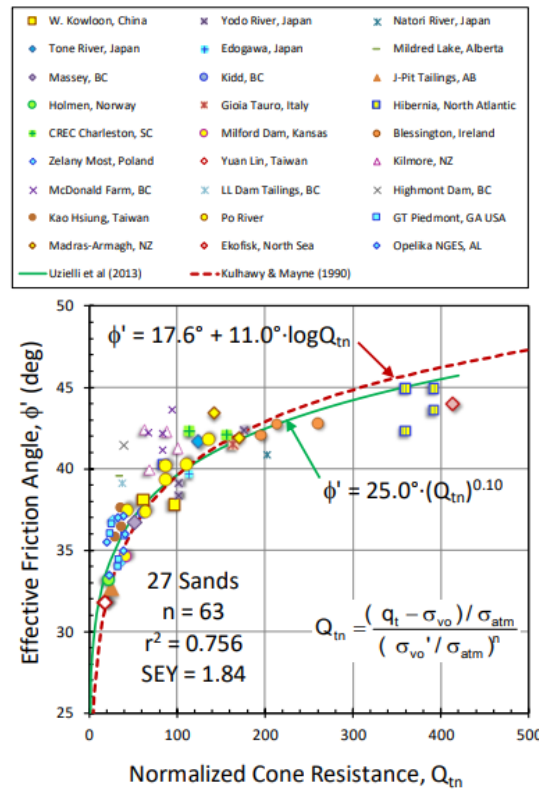 W. Kowloon, China Yodo River, Japan Natori River, Japan
Tone River, Japan Edogawa, Japan Mildred Lake, Alberta
Massey, BC Kidd, BC J-Pit Tailings, AB
Holmen, Norway Gioia Tauro, Italy Hibernia, North Atlantic
CREC Charleston, SC Milford Dam, Kansas Blessington, Ireland
Zelany Most, Poland Yuan Lin, Taiwan Kilmore, NZ
McDonald Farm, BC LL Dam Tailings, BC Highmont Dam, BC
Kao Hsiung, Taiwan Po River GT Piedmont, GA USA
Madras-Armagh, NZ Ekofisk, North Sea Opelika NGES, AL
Uzielli et al (2013) Kulhawy & Mayne (1990)
50
ϕ' = 17.6° + 11.0°·logQtn
45
ϕ' = 25.0°·(Qtn)^0.10
40
Effective Friction Angle, ϕ' (deg)
35
27 Sands
n = 63
r² = 0.756
SEY = 1.84
Qtn = (qt − σvo) / σatm
(σvo' / σatm)^n
30
25
0 100 200 300 400 500
Normalized Cone Resistance, Qtn